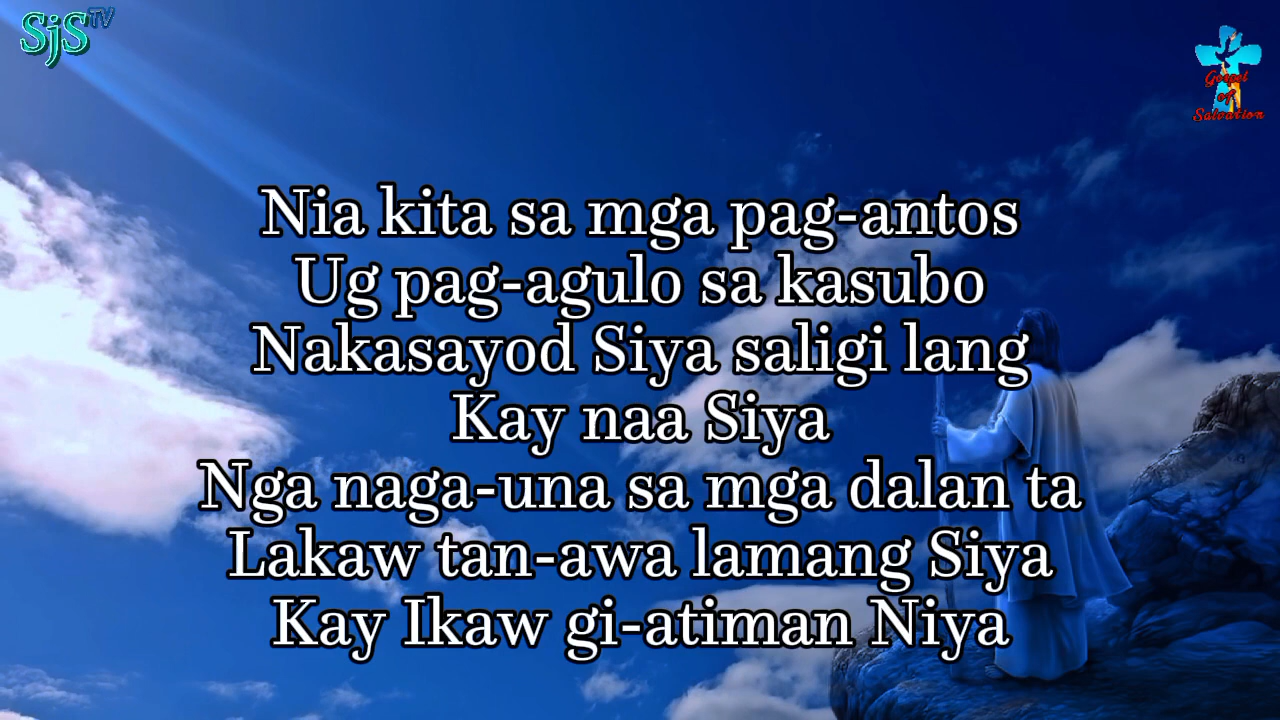 SjS TV
Gospel
of
Salvation
Nia kita sa mga pag-antos
Ug pag-agulo sa kasubo
Nakasayod Siya saligi lang
Kay naa Siya
Nga naga-una sa mga dalan ta
Lakaw tan-awa lamang Siya
Kay Ikaw gi-atiman Niya